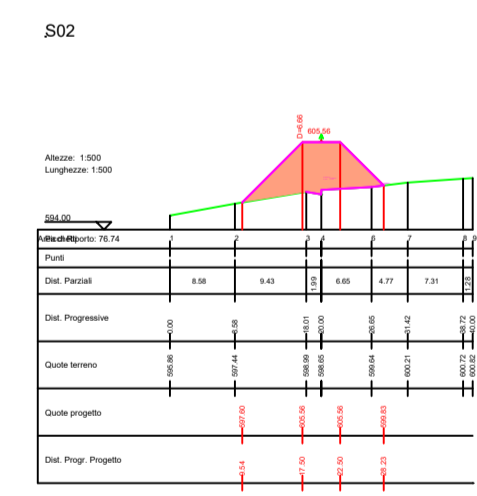 S02
D=6.66
605.56
Altezze: 1:500
Lunghezze: 1:500
594.00
Riporto: 76.74
1 2 3 4 6 7 8 9
Punti
Dist. Parziali 8.58 9.43 1.99 6.65 4.77 7.31 1.28
Dist. Progressive 0.00 8.58 18.01 20.00 26.65 31.42 38.72 40.00
Quote terreno 595.86 597.44 598.99 598.65 599.64 600.21 600.72 600.82
Quote progetto 597.60 605.56 605.56 599.83
Dist. Progr. Progetto 9.54 17.50 22.50 28.23